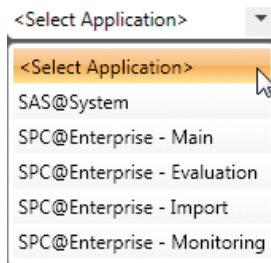 <Select Application>
<Select Application>
SAS@System
SPC@Enterprise - Main
SPC@Enterprise - Evaluation
SPC@Enterprise - Import
SPC@Enterprise - Monitoring